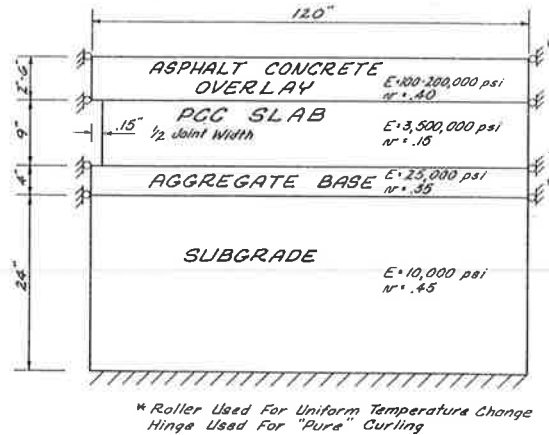 120"
ASPHALT CONCRETE
OVERLAY
E=100-200,000 psi
ν=.40
2"-6"
PCC SLAB
.15" 1/2 Joint Width
E=3,500,000 psi
ν=.15
9"
AGGREGATE BASE
E=25,000 psi
ν=.35
4"
SUBGRADE
E=10,000 psi
ν=.45
24"
* Roller Used For Uniform Temperature Change
Hinge Used For "Pure" Curling